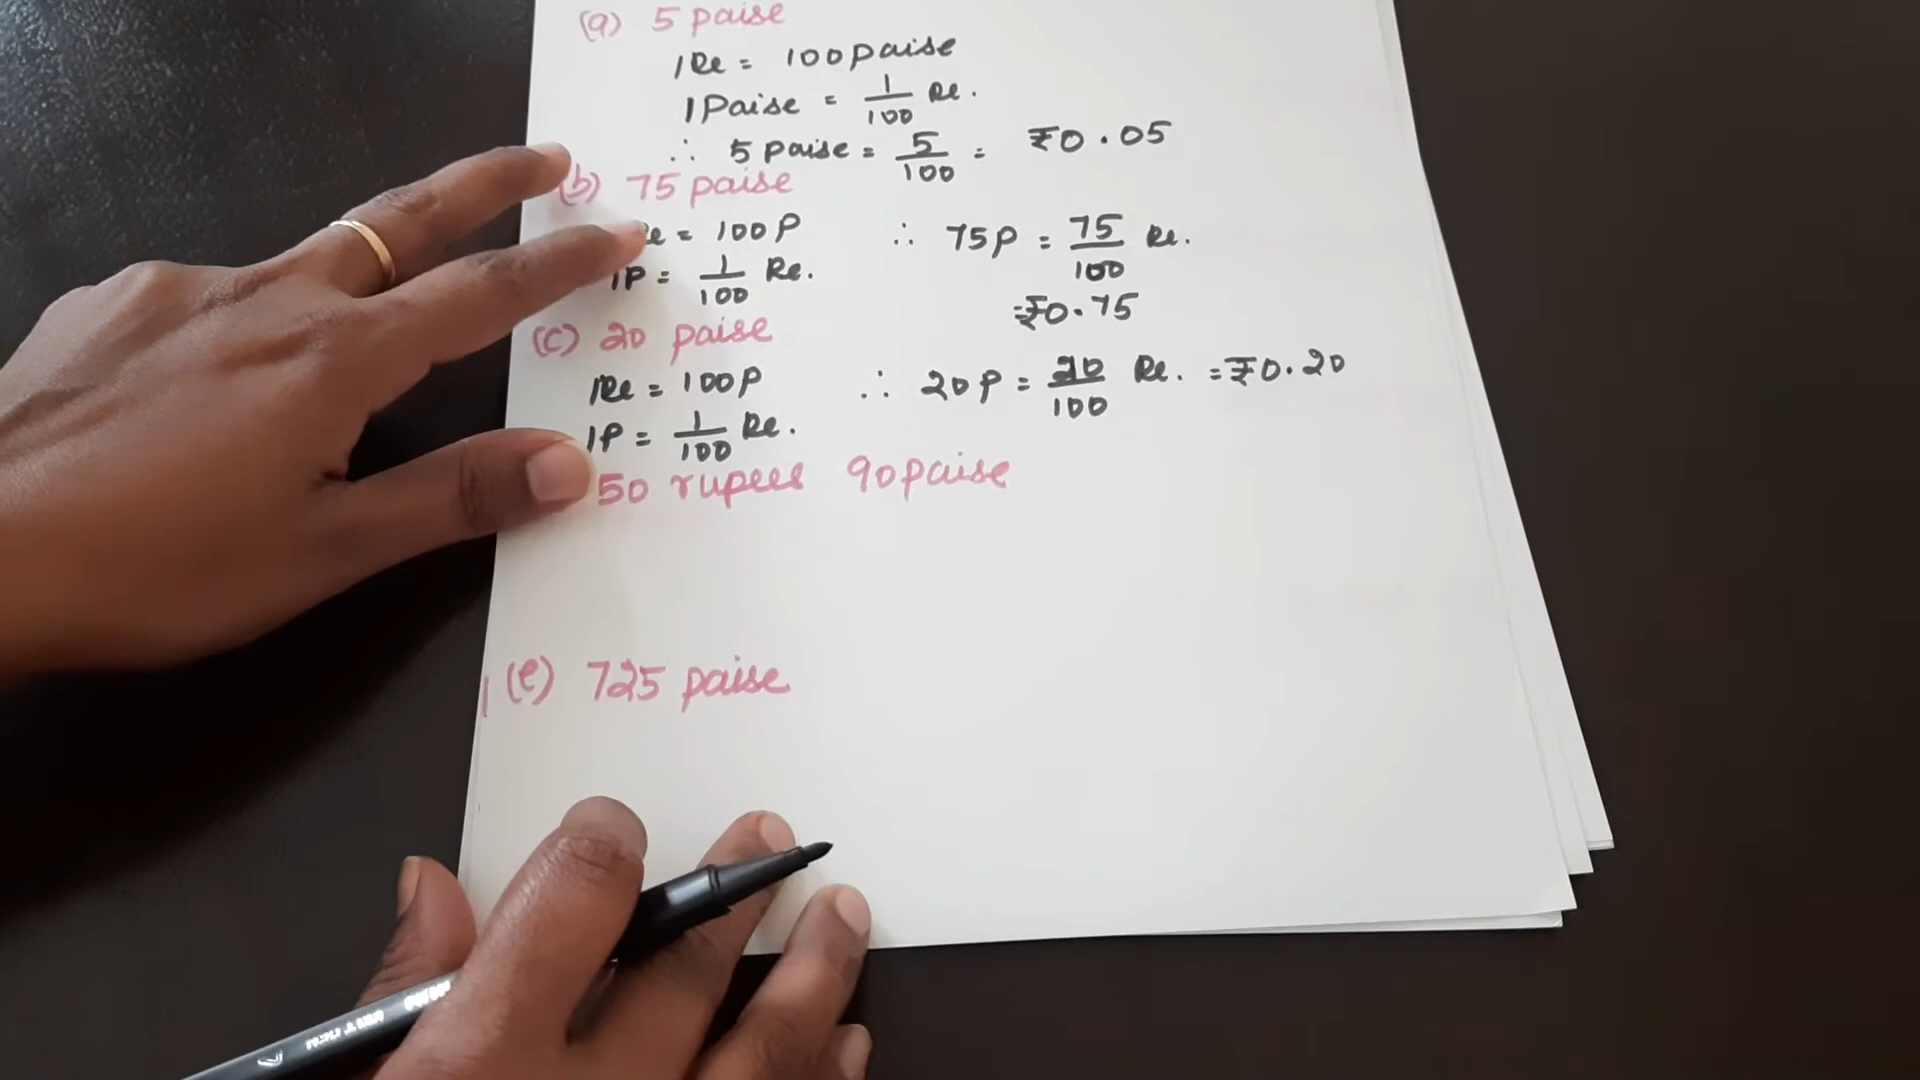 (a) 5 paise
1Re = 100 paise
1 Paise = 1/100 Re.
∴ 5 paise = 5/100 = ₹0.05
(b) 75 paise
Re = 100 P ∴ 75P = 75/100 Re.
1P = 1/100 Re. =₹0.75
(c) 20 paise
1Re = 100P ∴ 20P = 20/100 Re. =₹0.20
1P = 1/100 Re.
50 rupees 90 paise
(e) 725 paise